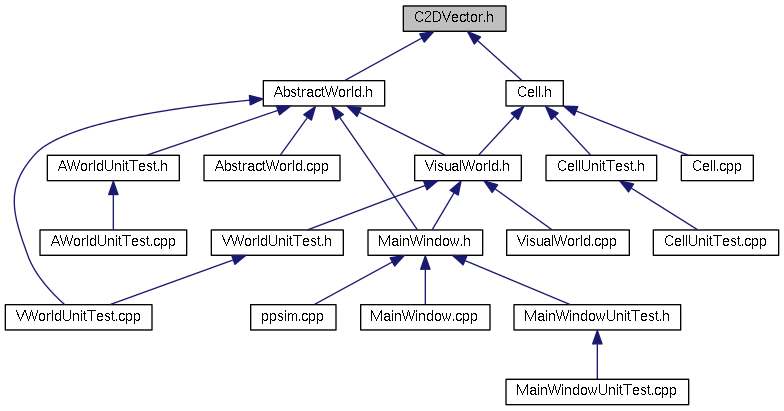 C2DVector.h
AbstractWorld.h
Cell.h
AWorldUnitTest.h
AbstractWorld.cpp
VisualWorld.h
CellUnitTest.h
Cell.cpp
AWorldUnitTest.cpp
VWorldUnitTest.h
MainWindow.h
VisualWorld.cpp
CellUnitTest.cpp
VWorldUnitTest.cpp
ppsim.cpp
MainWindow.cpp
MainWindowUnitTest.h
MainWindowUnitTest.cpp